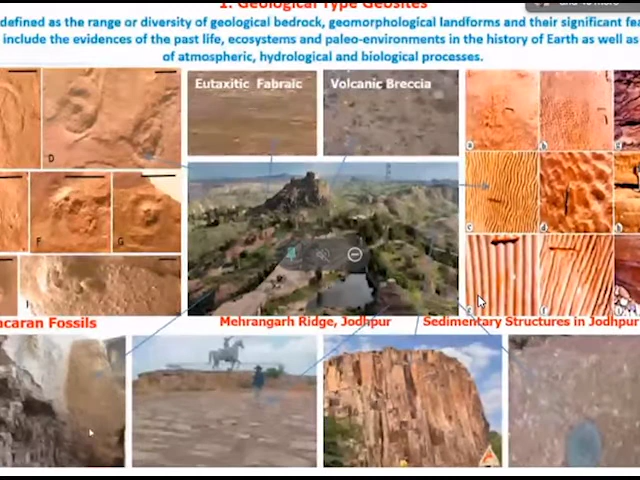 1. Geological Type Geosites
defined as the range or diversity of geological bedrock, geomorphological landforms and their significant fea
include the evidences of the past life, ecosystems and paleo-environments in the history of Earth as well as
of atmospheric, hydrological and biological processes.
Eutaxitic Fabraic
Volcanic Breccia
D
F
G
a
b
c
d
e
f
acaran Fossils
Mehrangarh Ridge, Jodhpur
Sedimentary Structures in Jodhpur